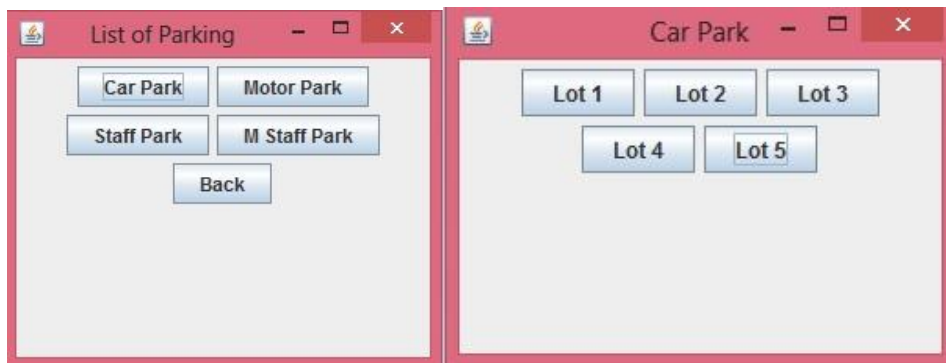 List of Parking
Car Park Motor Park
Staff Park M Staff Park
Back
Car Park
Lot 1 Lot 2 Lot 3
Lot 4 Lot 5